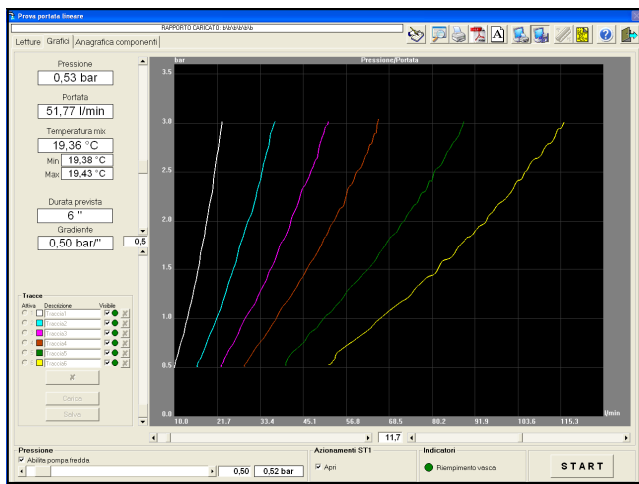 Prova portata lineare
RAPPORTO CARICATO: b\b\b\b\b\b
Letture Grafici Anagrafica componenti
A
?
Pressione
0,53 bar
Portata
51,77 l/min
Temperatura mix
19,36 °C
Min 19,38 °C
Max 19,43 °C
Durata prevista
6 "
Gradiente
0,50 bar/"
0,5
Tracce
Attiva Descrizione Visibile
Traccia1
Traccia2
Traccia3
4 Traccia4
Traccia5
6 Traccia6
X
Carica
Salva
bar Pressione/Portata
3.5
3.0
2.5
2.0
1.5
1.0
0.5
0.0
10.0 21.7 33.4 45.1 56.8 68.5 80.2 91.9 103.6 115.3 l/min
11,7
Pressione
Abilita pompa fredda
0,50 0,52 bar
Azionamenti ST1
Apri
Indicatori
Riempimento vasca
START